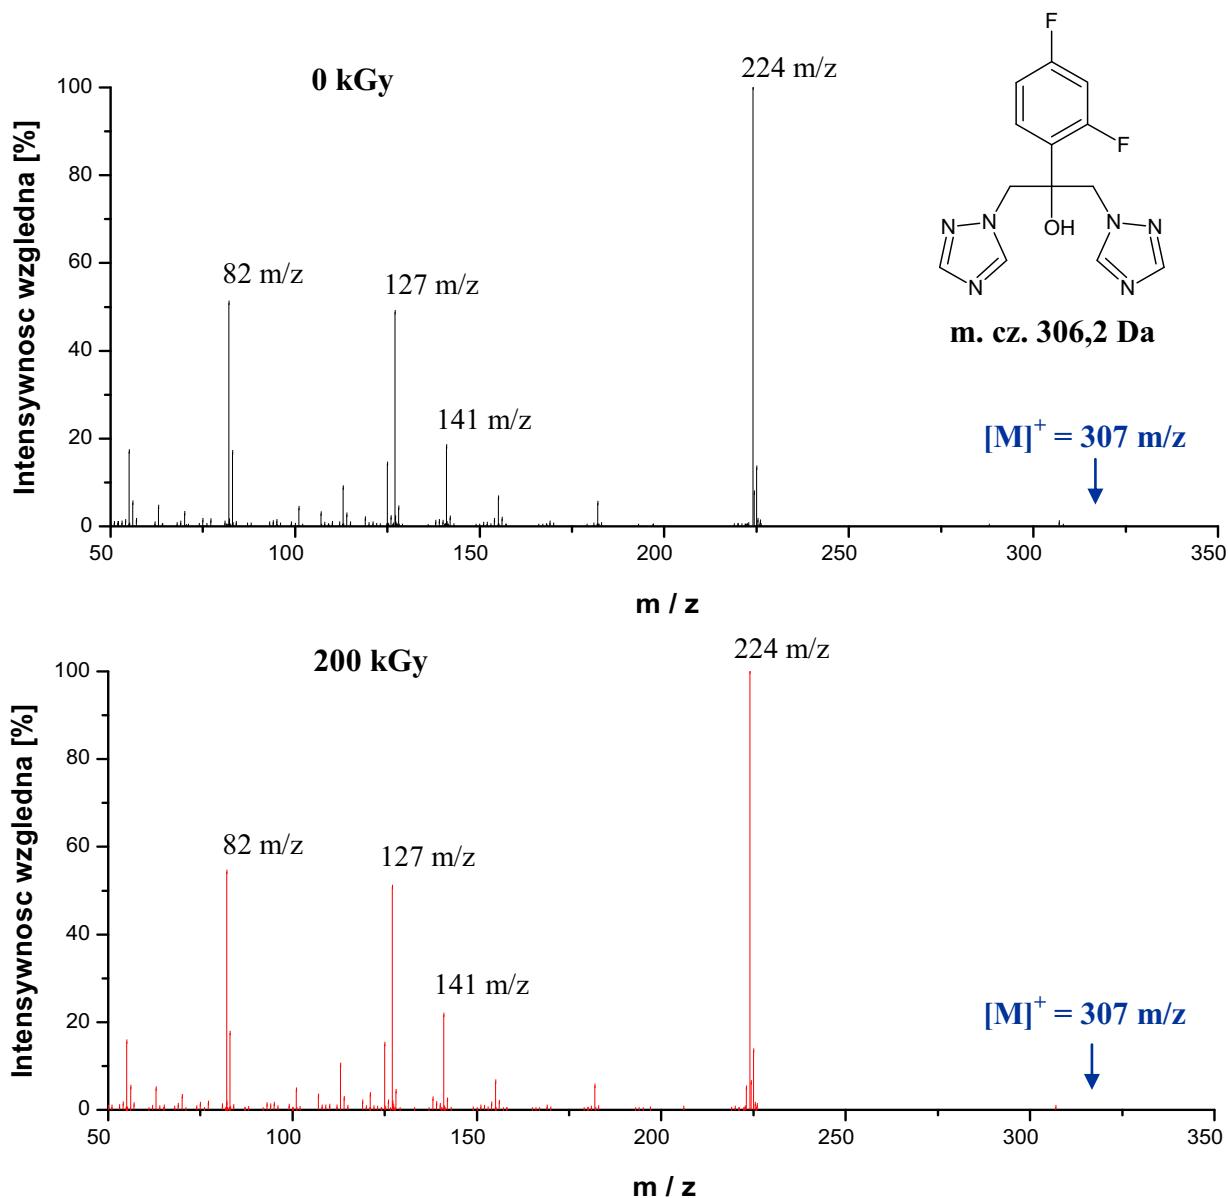 F
0 kGy
224 m/z
100
F
80
N
N
OH
N
N
N
N
60
82 m/z
127 m/z
m. cz. 306,2 Da
40
141 m/z
[M]+ = 307 m/z
20
0
50
100
150
200
250
300
350
Intensywnosc wzgledna [%]
m / z
200 kGy
224 m/z
100
80
60
82 m/z
127 m/z
40
141 m/z
[M]+ = 307 m/z
20
0
50
100
150
200
250
300
350
Intensywnosc wzgledna [%]
m / z